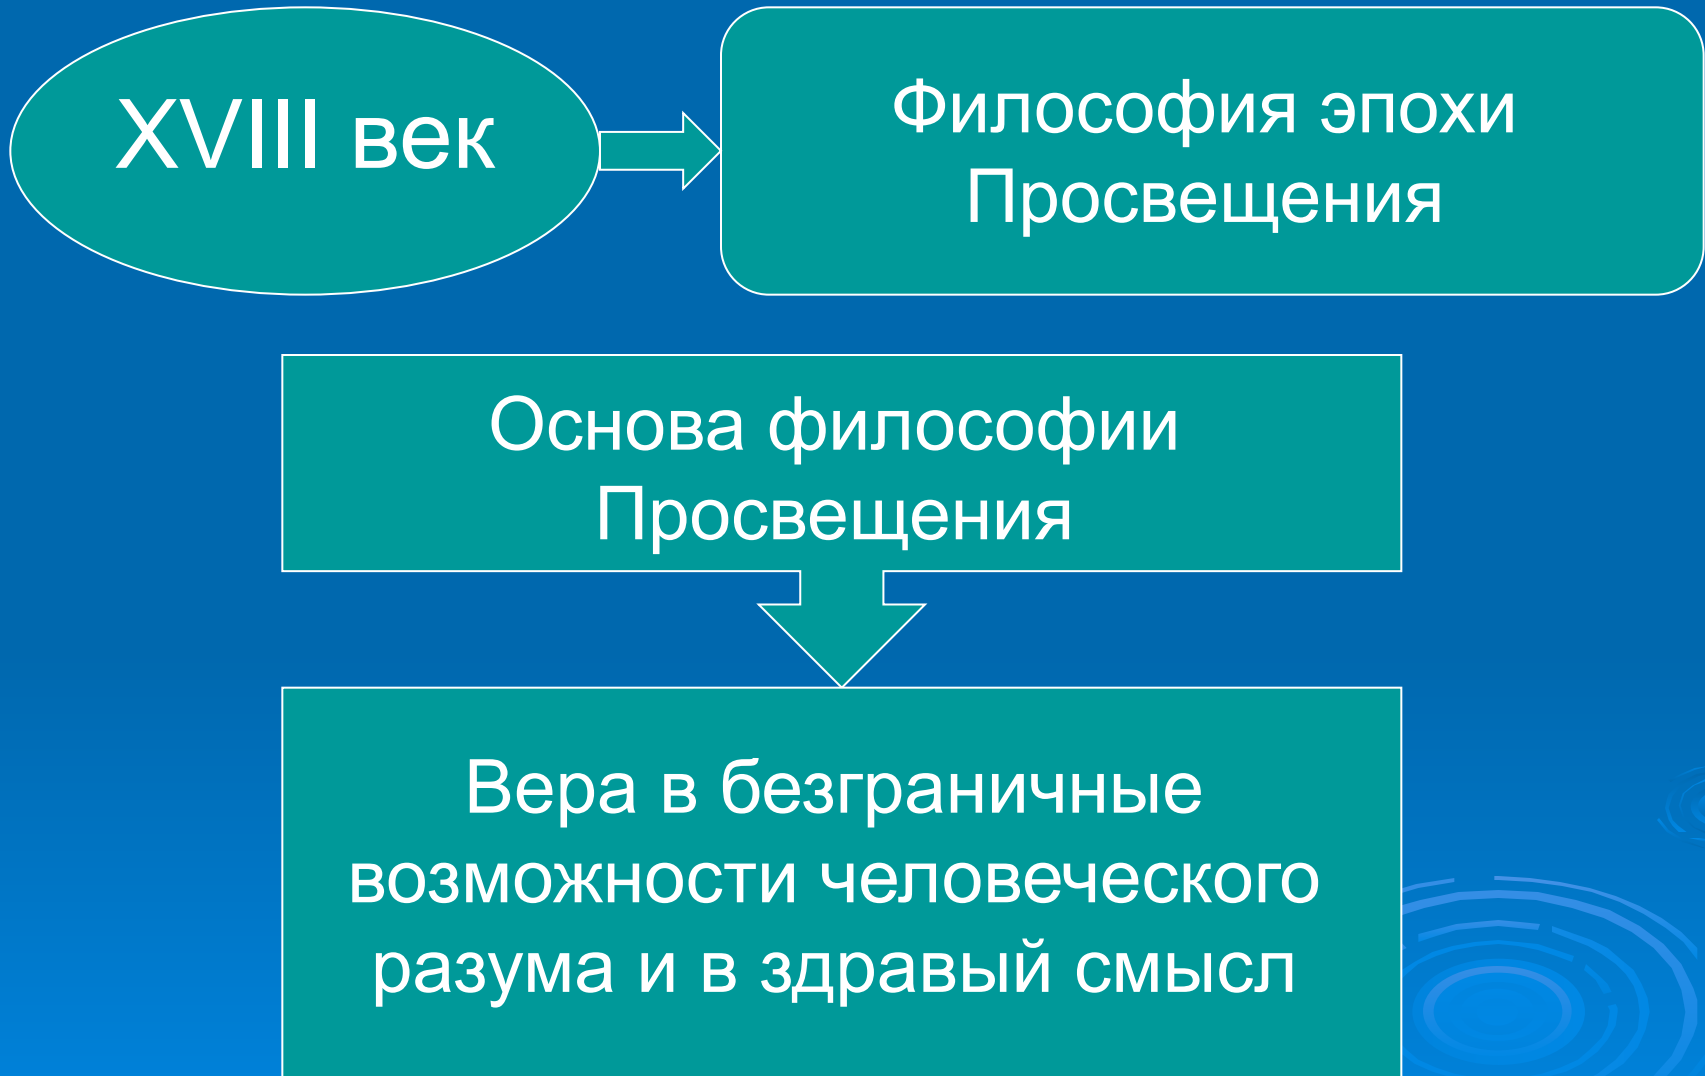 XVIII век
Философия эпохи
Просвещения
Основа философии
Просвещения
Вера в безграничные
возможности человеческого
разума и в здравый смысл